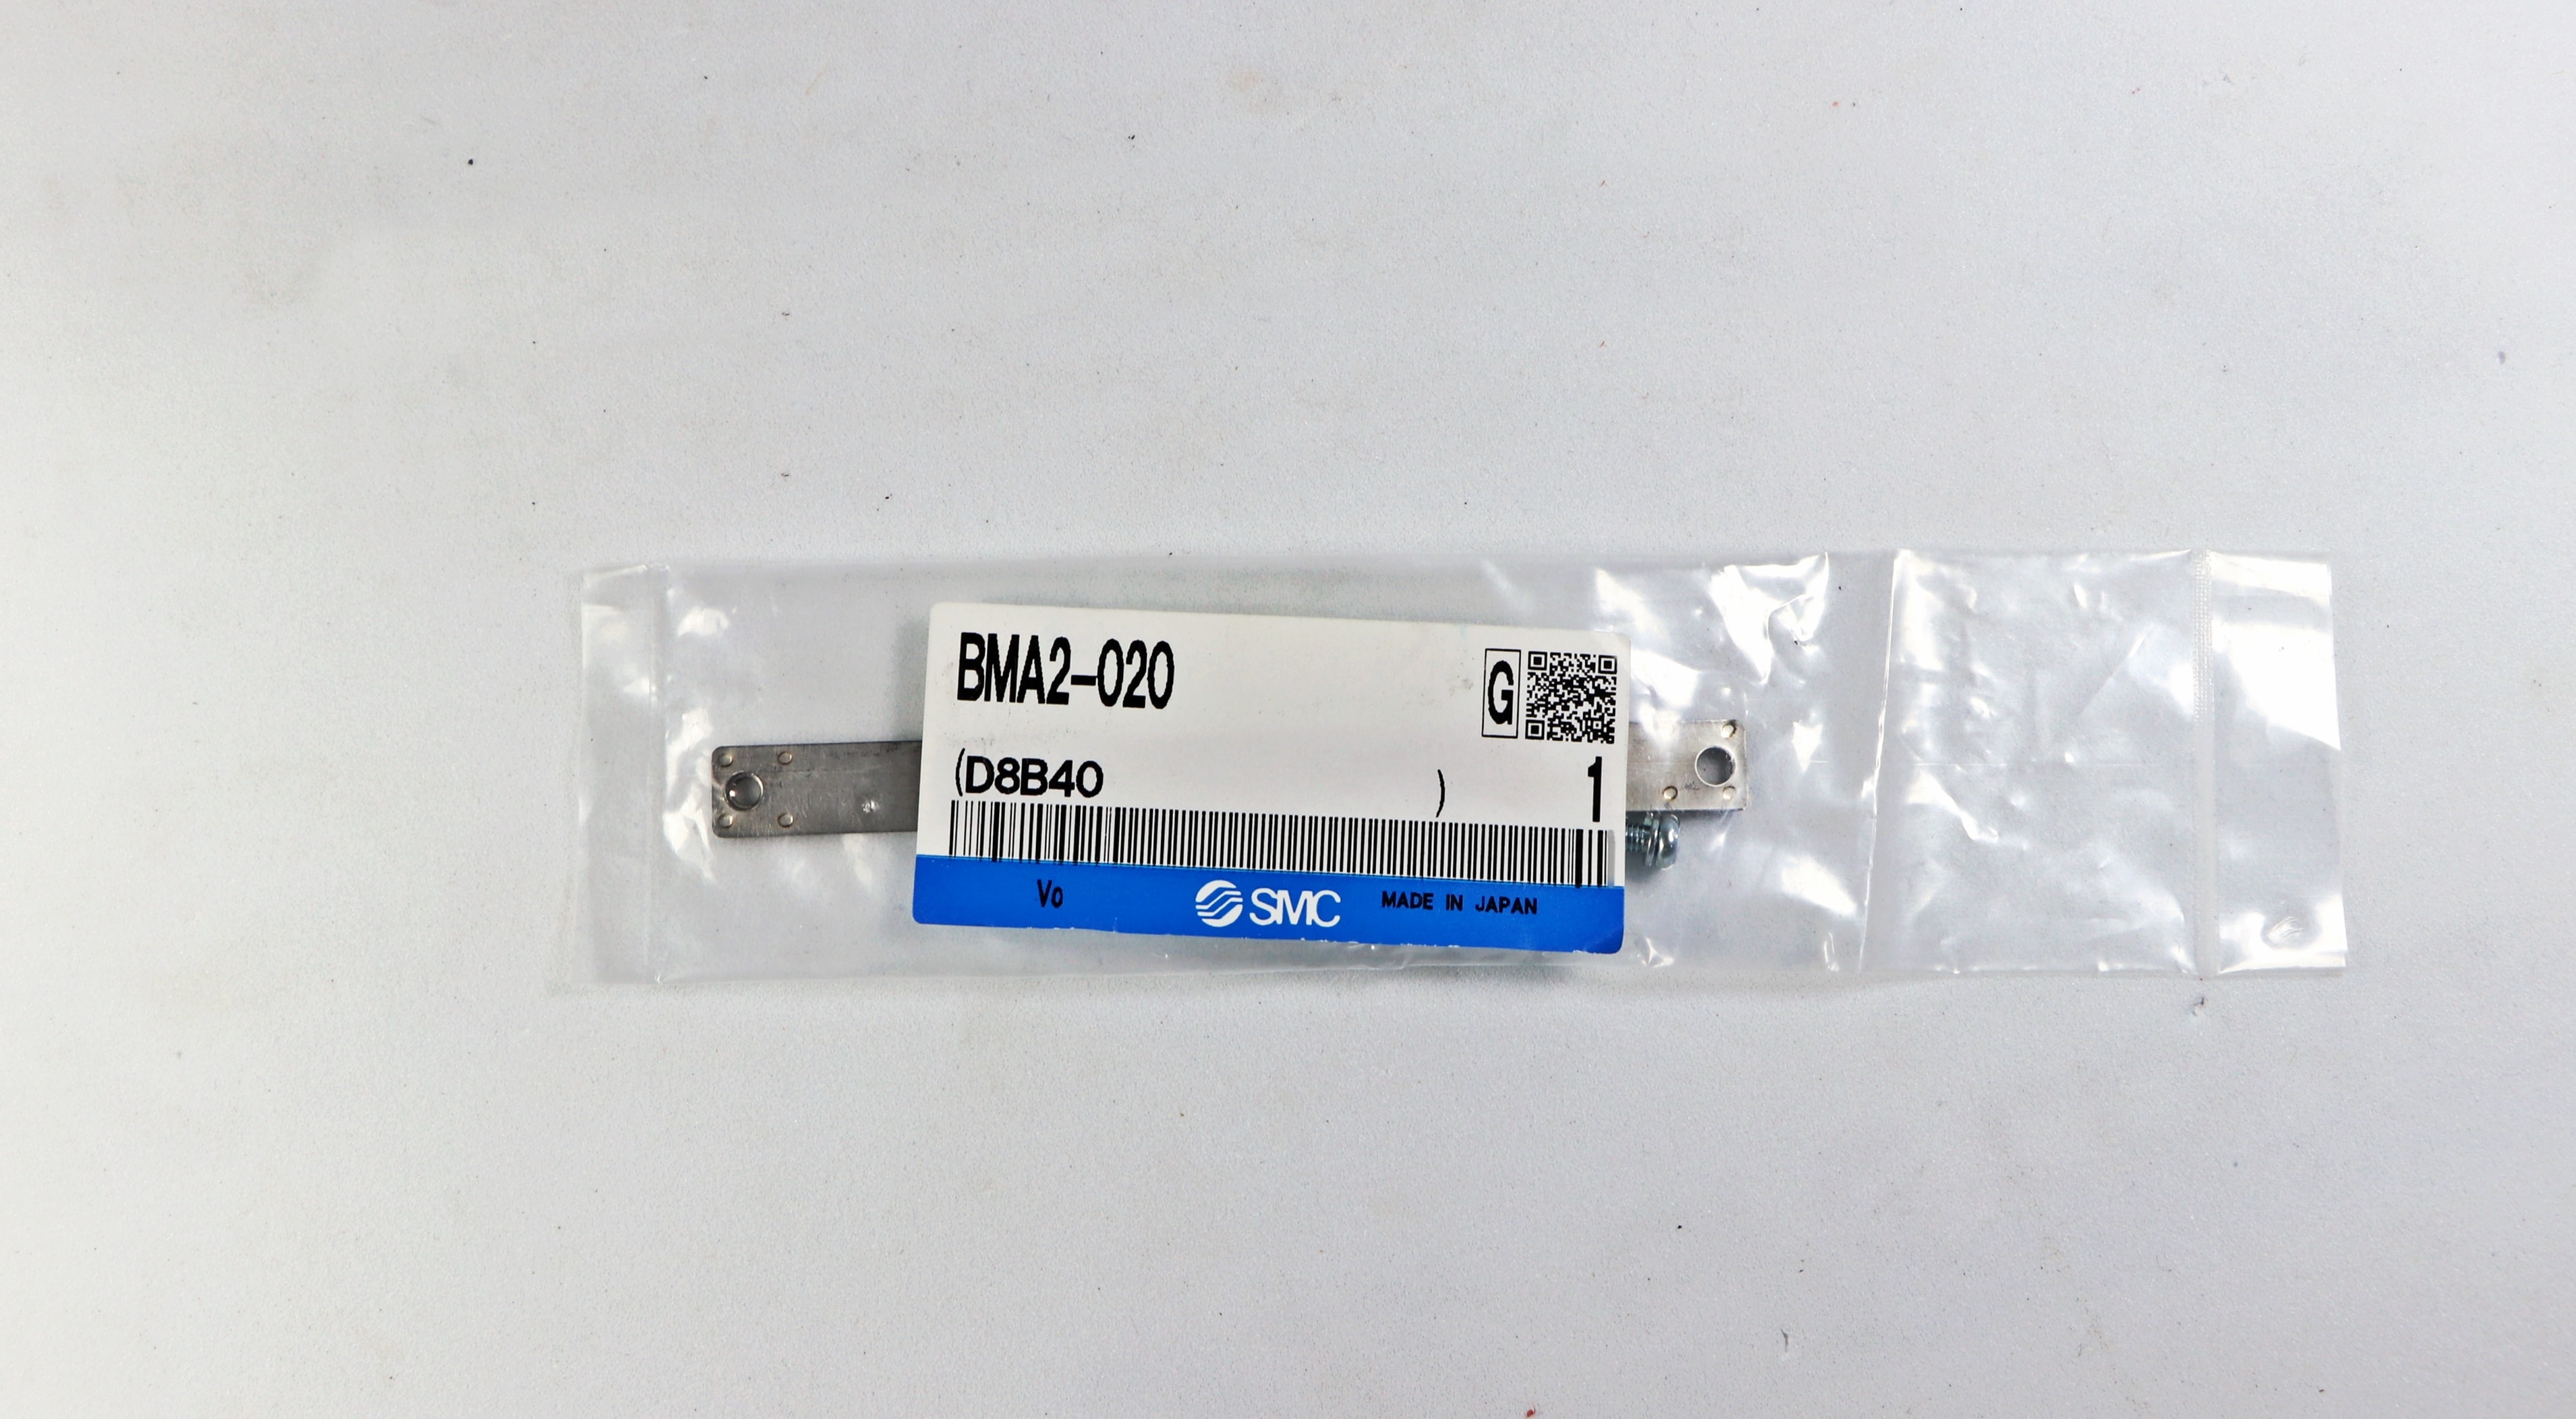 BMA2-020
G
(D8B40 )
1
Vo
SMC
MADE IN JAPAN